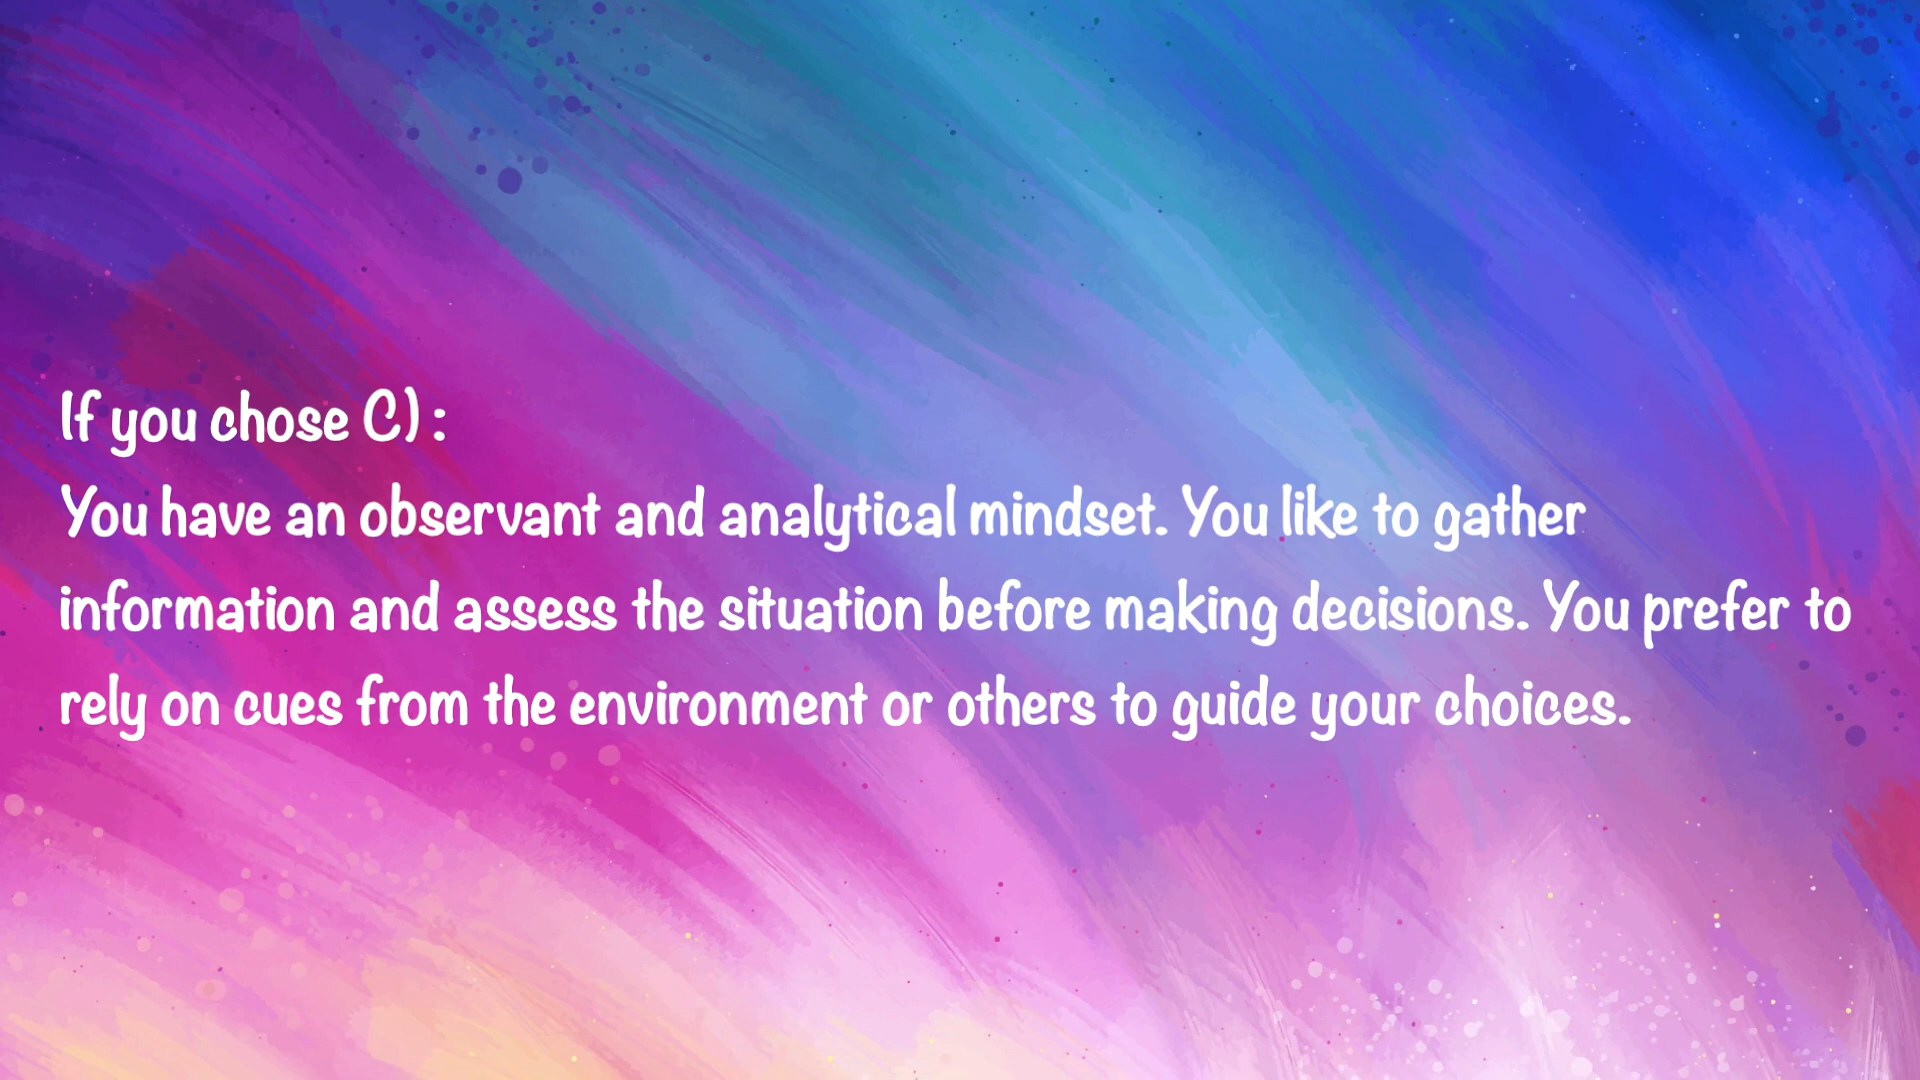 If you chose C) :
You have an observant and analytical mindset. You like to gather
information and assess the situation before making decisions. You prefer to
rely on cues from the environment or others to guide your choices.